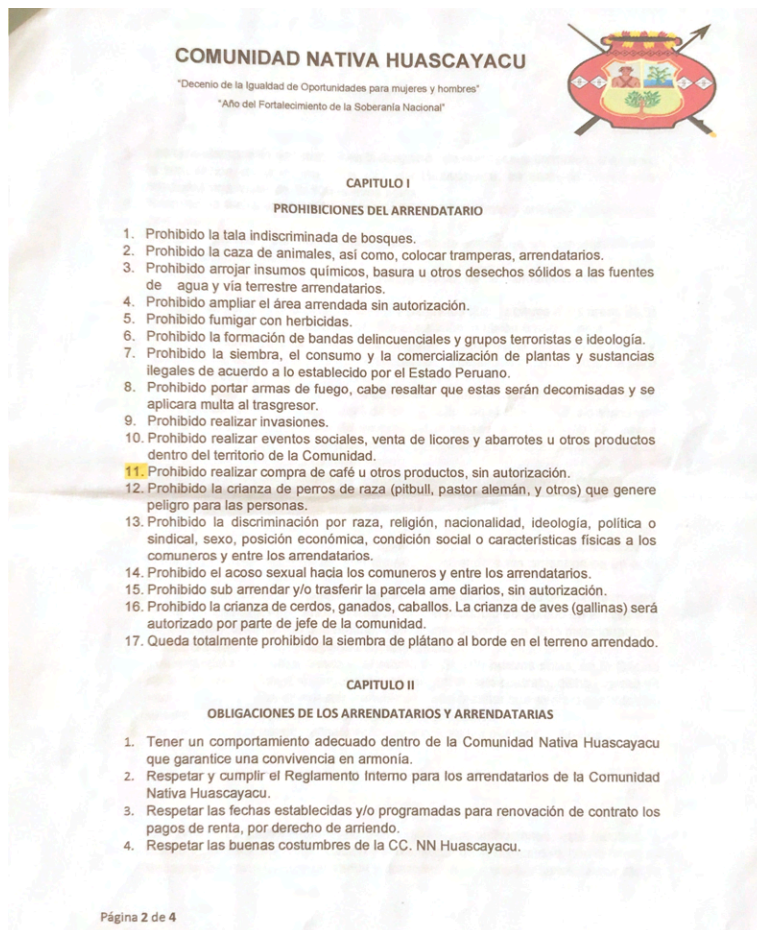 COMUNIDAD NATIVA HUASCAYACU
"Decenio de la Igualdad de Oportunidades para mujeres y hombres"
"Año del Fortalecimiento de la Soberanía Nacional"
CAPITULO I
PROHIBICIONES DEL ARRENDATARIO
1. Prohibido la tala indiscriminada de bosques.
2. Prohibido la caza de animales, así como, colocar tramperas, arrendatarios.
3. Prohibido arrojar insumos químicos, basura u otros desechos sólidos a las fuentes
de agua y vía terrestre arrendatarios.
4. Prohibido ampliar el área arrendada sin autorización.
5. Prohibido fumigar con herbicidas.
6. Prohibido la formación de bandas delincuenciales y grupos terroristas e ideología.
7. Prohibido la siembra, el consumo y la comercialización de plantas y sustancias
ilegales de acuerdo a lo establecido por el Estado Peruano.
8. Prohibido portar armas de fuego, cabe resaltar que estas serán decomisadas y se
aplicara multa al trasgresor.
9. Prohibido realizar invasiones.
10. Prohibido realizar eventos sociales, venta de licores y abarrotes u otros productos
dentro del territorio de la Comunidad.
11. Prohibido realizar compra de café u otros productos, sin autorización.
12. Prohibido la crianza de perros de raza (pitbull, pastor alemán, y otros) que genere
peligro para las personas.
13. Prohibido la discriminación por raza, religión, nacionalidad, ideología, política o
sindical, sexo, posición económica, condición social o características físicas a los
comuneros y entre los arrendatarios.
14. Prohibido el acoso sexual hacia los comuneros y entre los arrendatarios.
15. Prohibido sub arrendar y/o trasferir la parcela ame diarios, sin autorización.
16. Prohibido la crianza de cerdos, ganados, caballos. La crianza de aves (gallinas) será
autorizado por parte de jefe de la comunidad.
17. Queda totalmente prohibido la siembra de plátano al borde en el terreno arrendado.
CAPITULO II
OBLIGACIONES DE LOS ARRENDATARIOS Y ARRENDATARIAS
1. Tener un comportamiento adecuado dentro de la Comunidad Nativa Huascayacu
que garantice una convivencia en armonía.
2. Respetar y cumplir el Reglamento Interno para los arrendatarios de la Comunidad
Nativa Huascayacu.
3. Respetar las fechas establecidas y/o programadas para renovación de contrato los
pagos de renta, por derecho de arriendo.
4. Respetar las buenas costumbres de la CC. NN Huascayacu.
Página 2 de 4